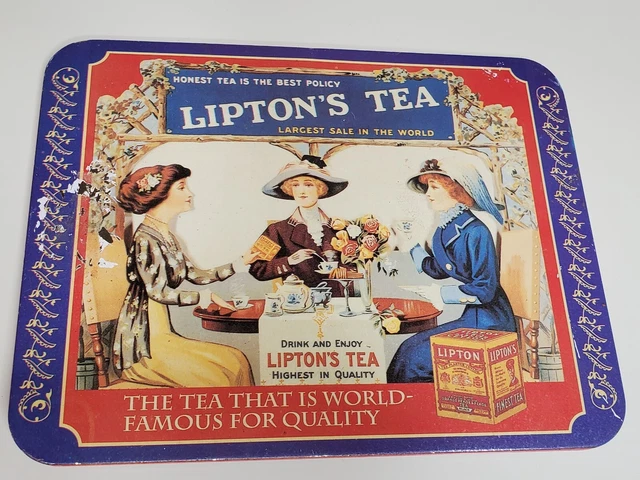 HONEST TEA IS THE BEST POLICY
LIPTON'S TEA
LARGEST SALE IN THE WORLD
DRINK AND ENJOY
LIPTON'S TEA
HIGHEST IN QUALITY
LIPTON
LIPTON'S
FINEST TEA
THE TEA THAT IS WORLD-
FAMOUS FOR QUALITY